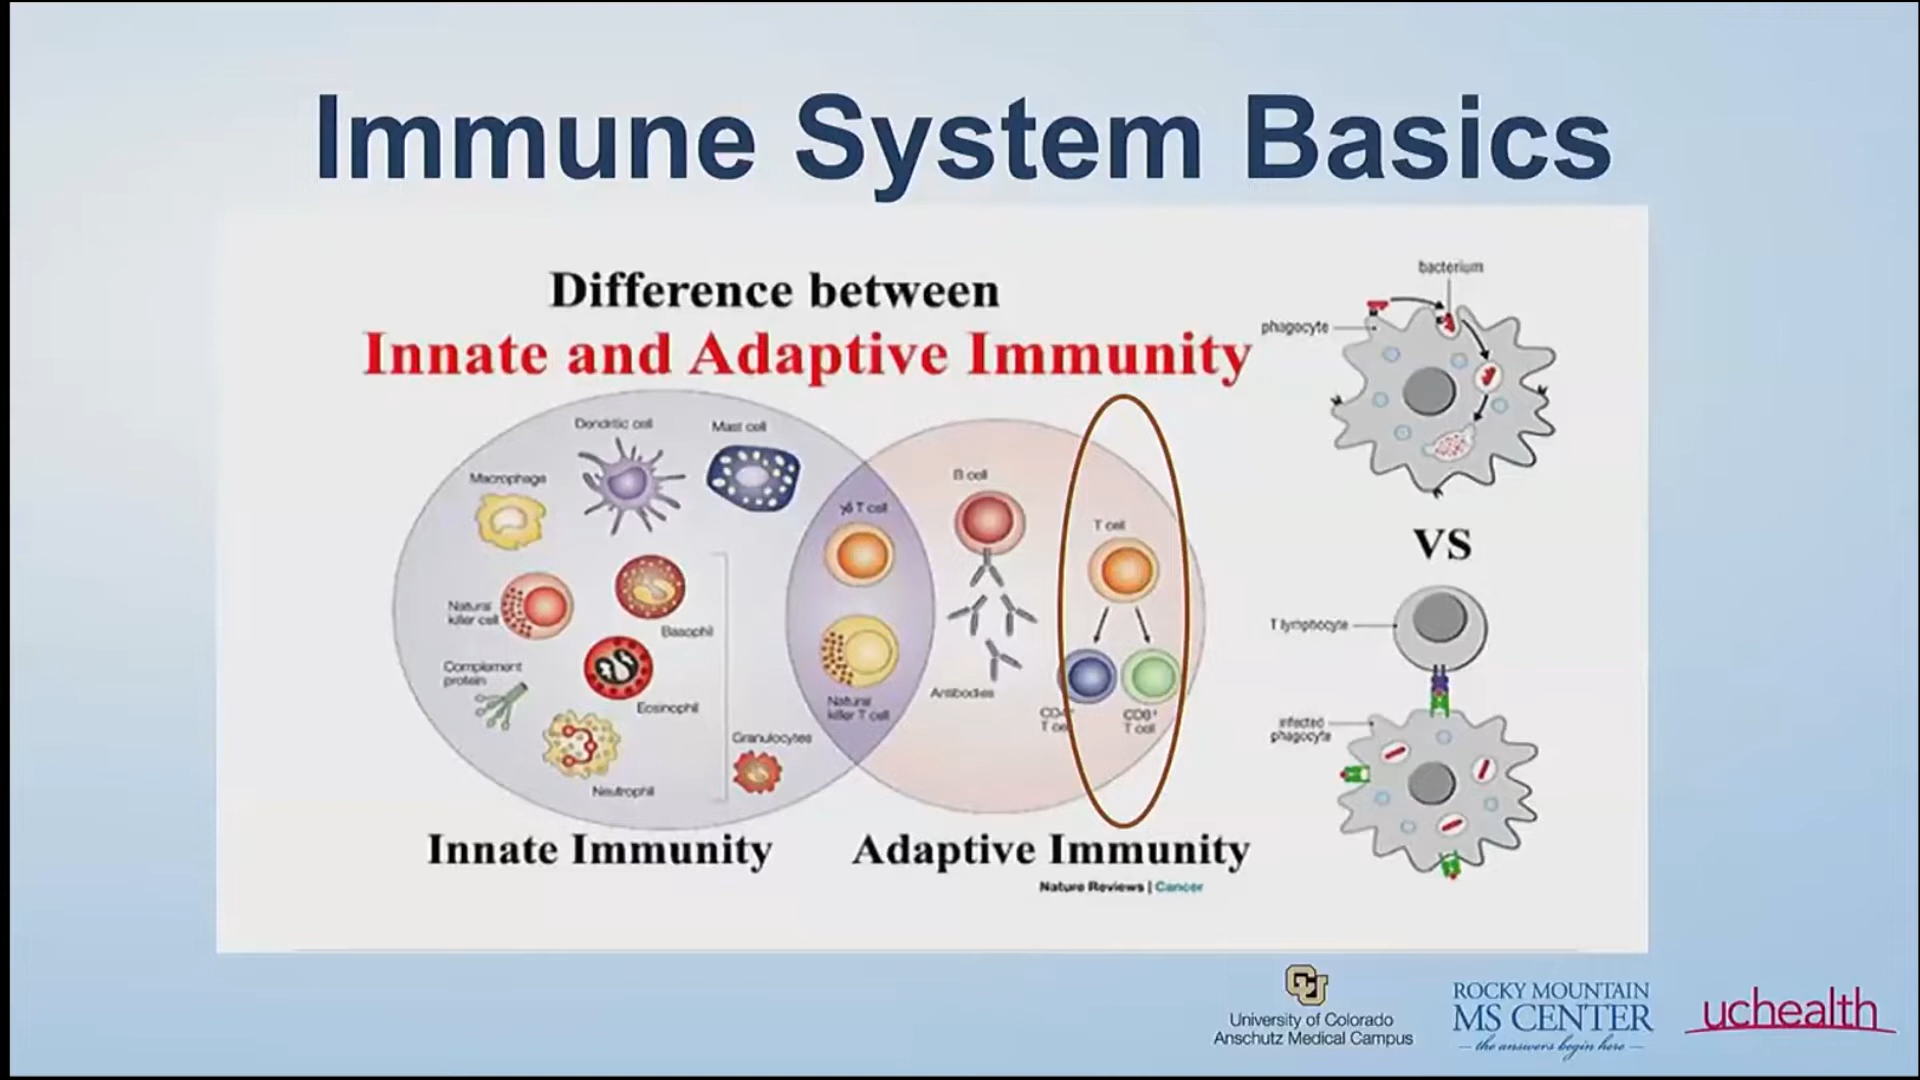 Immune System Basics
Difference between
Innate and Adaptive Immunity
Dendritic cell
Mast cell
Macrophage
Natural
killer cell
Basophil
Complement
protein
Eosinophil
Neutrophil
Granulocytes
γδ T cell
Natural
killer T cell
B cell
Antibodies
T cell
CD4+
T cell
CD8+
T cell
Innate Immunity
Adaptive Immunity
Nature Reviews | Cancer
bacterium
phagocyte
VS
T lymphocyte
infected
phagocyte
CU
University of Colorado
Anschutz Medical Campus
ROCKY MOUNTAIN
MS CENTER
— the answers begin here —
uchealth